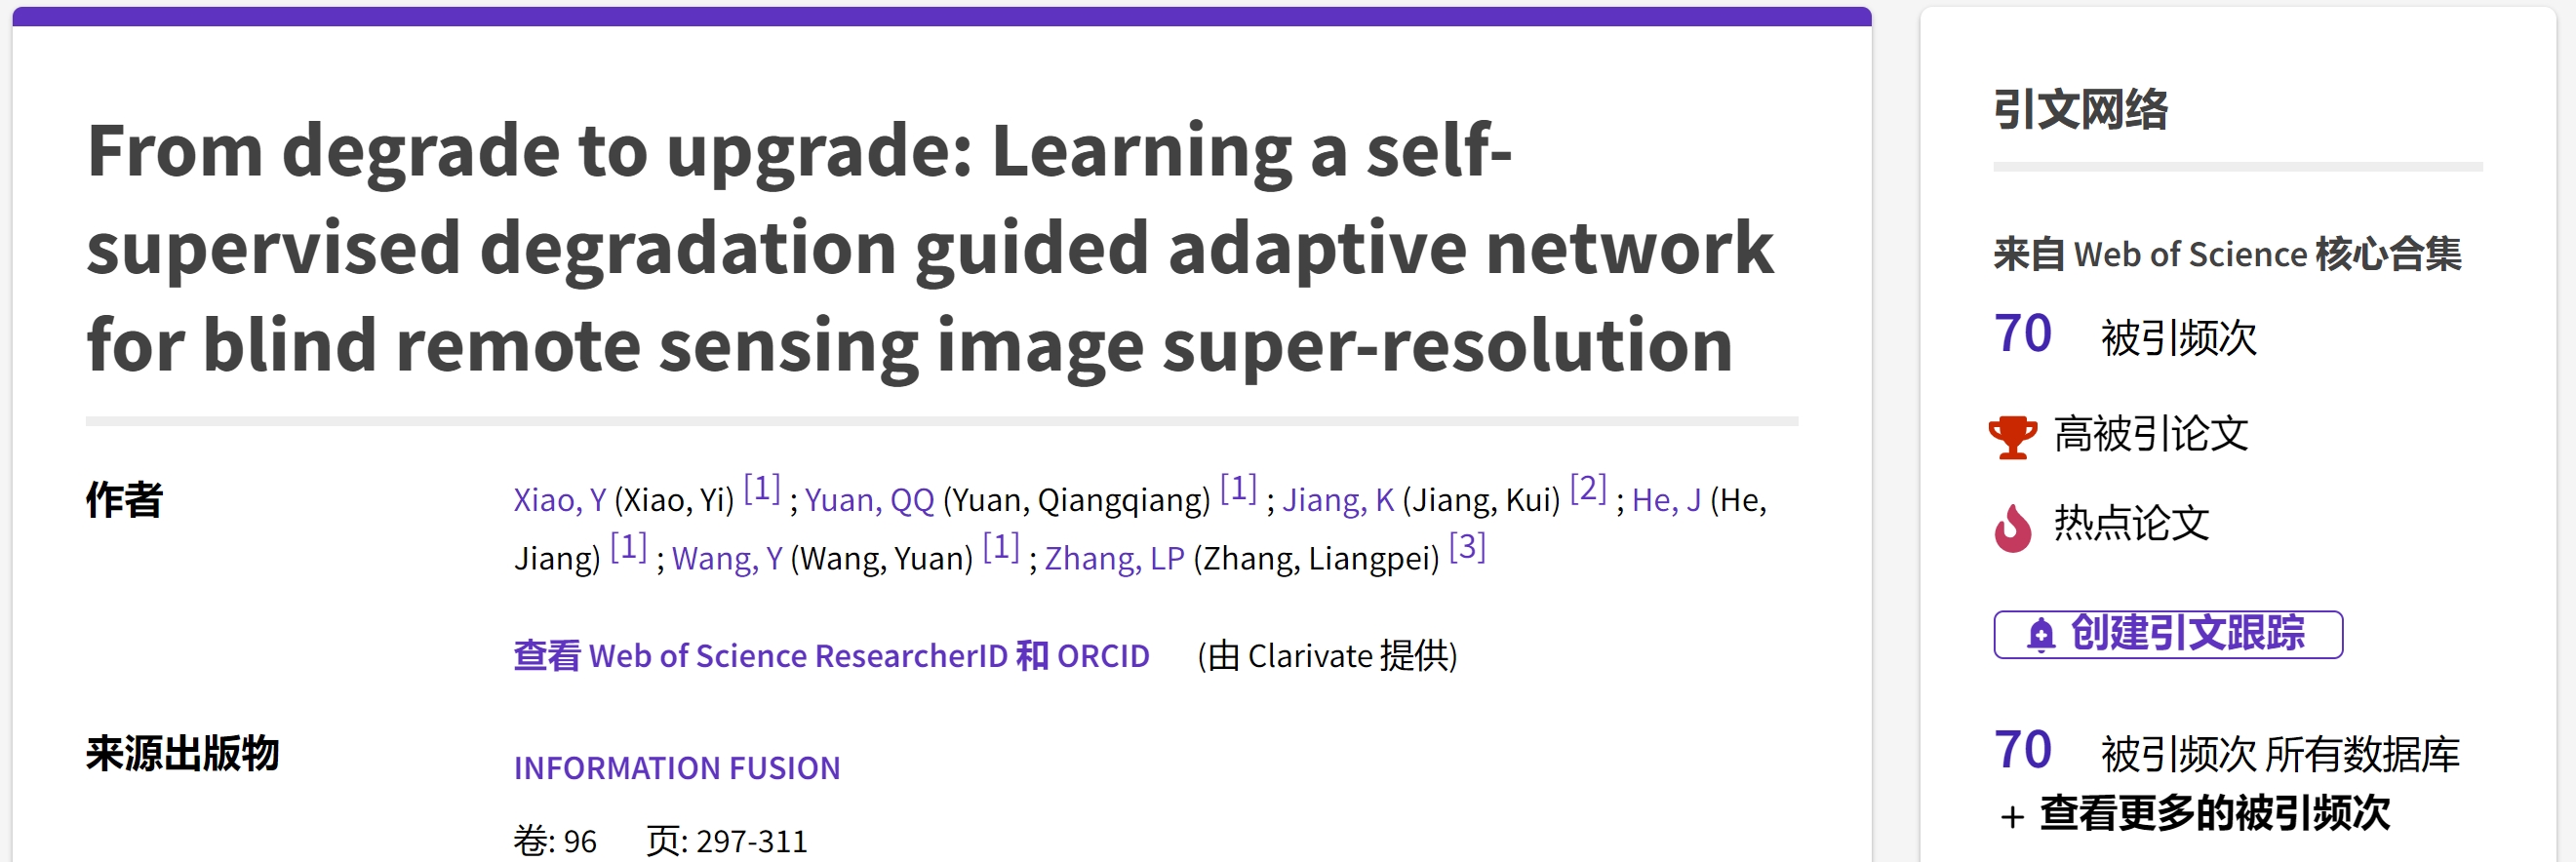 From degrade to upgrade: Learning a self-
supervised degradation guided adaptive network
for blind remote sensing image super-resolution
作者
Xiao, Y (Xiao, Yi) [1] ; Yuan, QQ (Yuan, Qiangqiang) [1] ; Jiang, K (Jiang, Kui) [2] ; He, J (He,
Jiang) [1] ; Wang, Y (Wang, Yuan) [1] ; Zhang, LP (Zhang, Liangpei) [3]
查看 Web of Science ResearcherID 和 ORCID (由 Clarivate 提供)
来源出版物
INFORMATION FUSION
卷: 96 页: 297-311
引文网络
来自 Web of Science 核心合集
70 被引频次
高被引论文
热点论文
创建引文跟踪
70 被引频次 所有数据库
+ 查看更多的被引频次